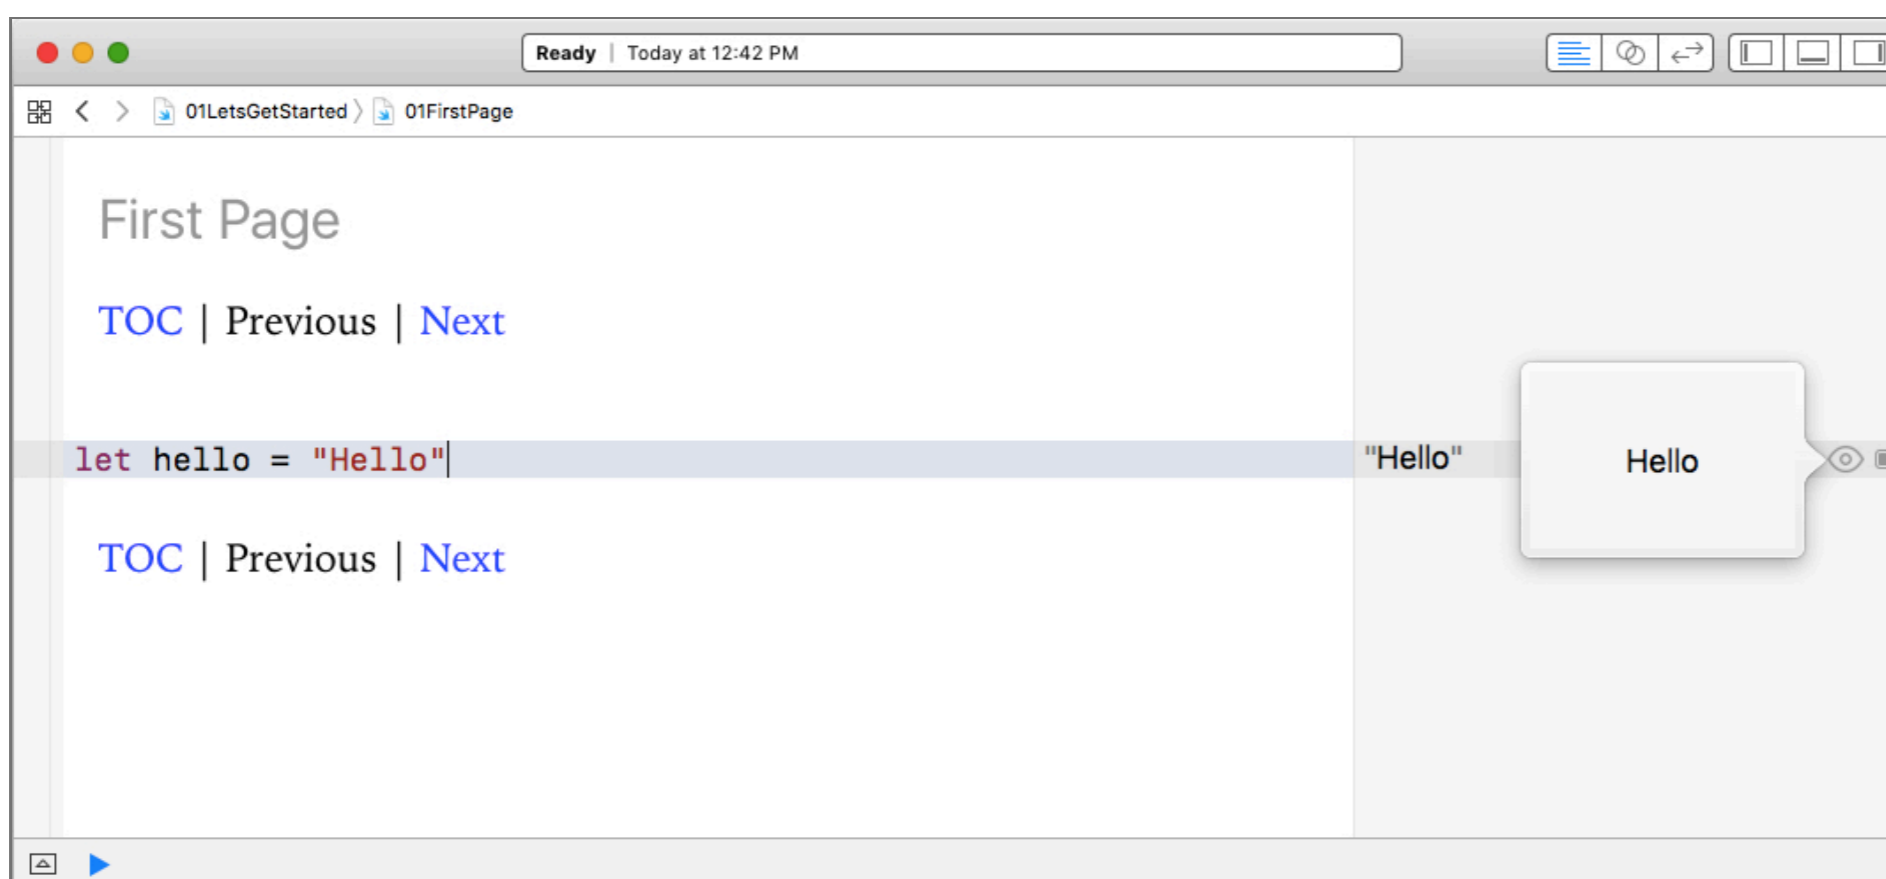 Ready | Today at 12:42 PM
01LetsGetStarted 〉 01FirstPage
First Page
TOC | Previous | Next
let hello = "Hello"
"Hello"
Hello
TOC | Previous | Next